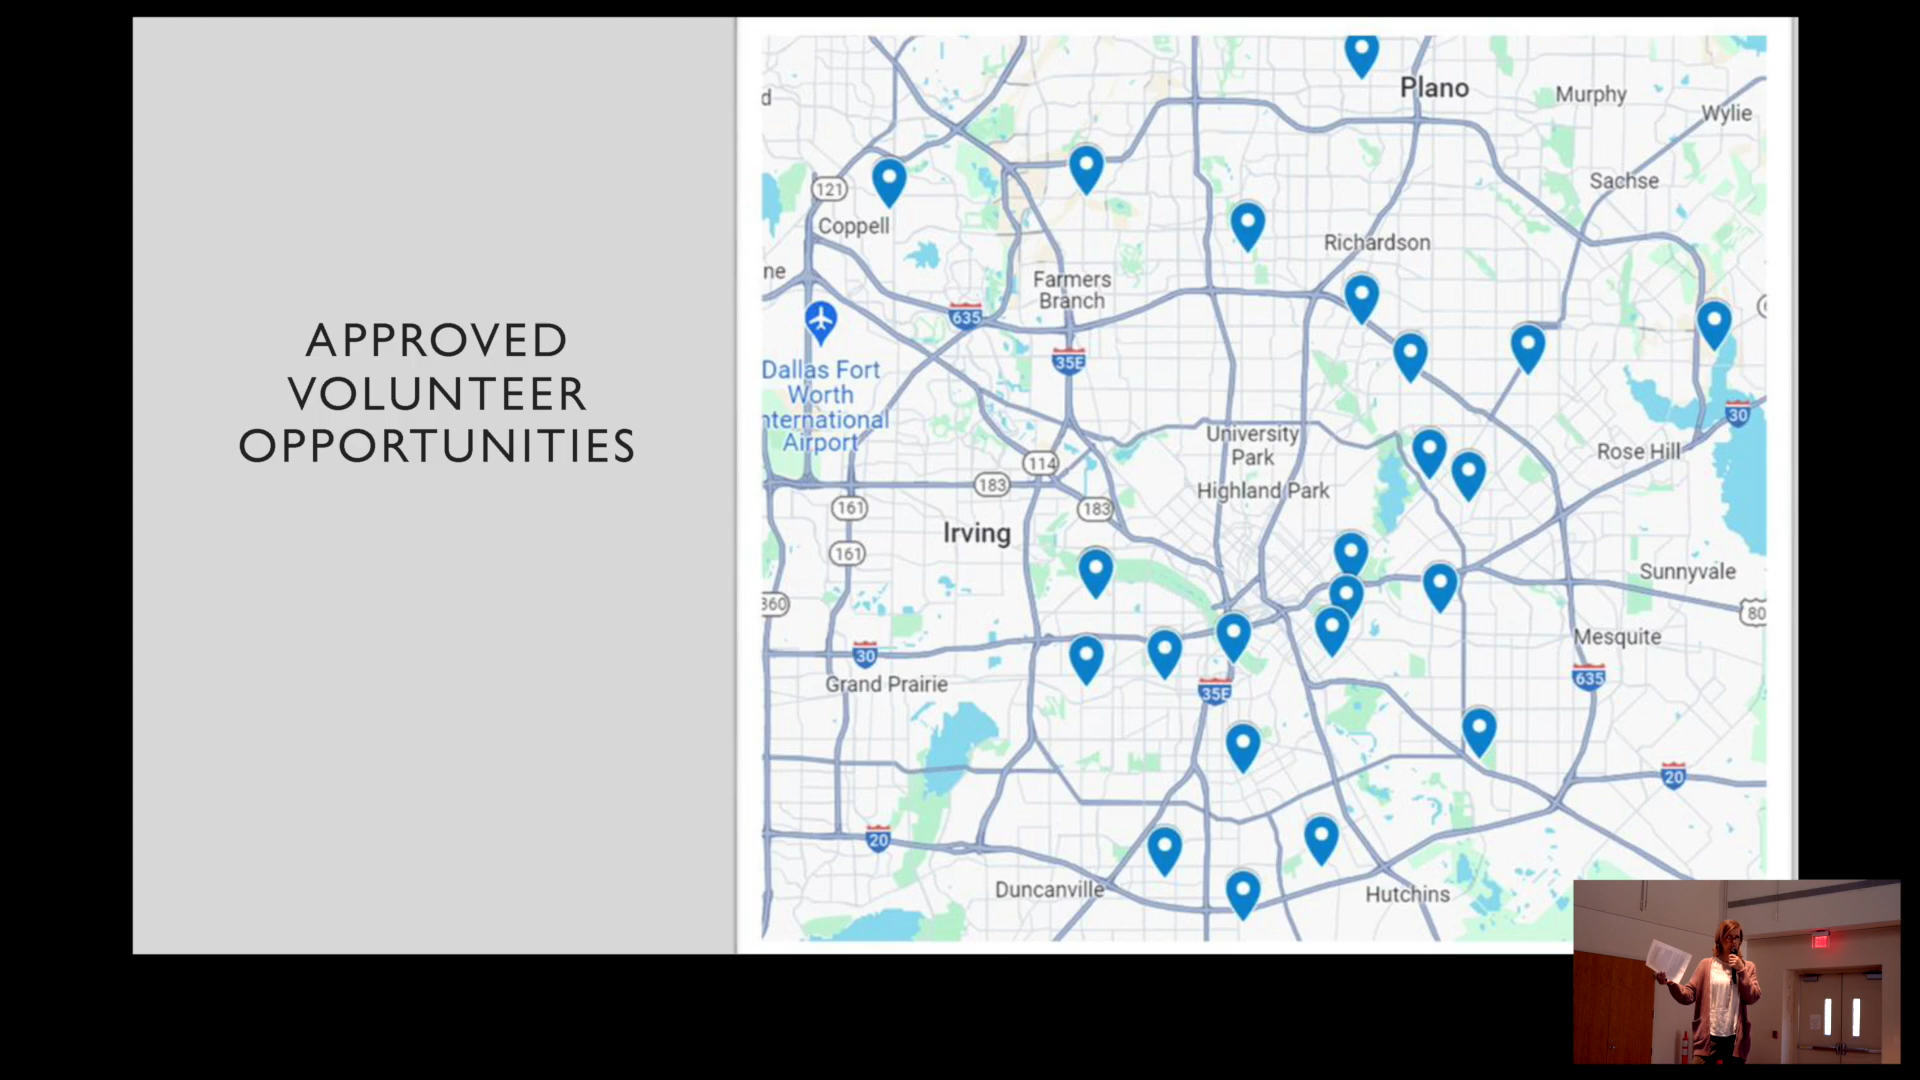 APPROVED
VOLUNTEER
OPPORTUNITIES
Plano
Murphy
d
Wylie
121
Sachse
Coppell
Richardson
ne
Farmers
Branch
635
35E
Dallas Fort
Worth
nternational
Airport
30
University
Park
Rose Hill
114
183
Highland Park
161
183
Irving
161
Sunnyvale
360
80
Mesquite
30
Grand Prairie
635
35E
20
20
Duncanville
Hutchins